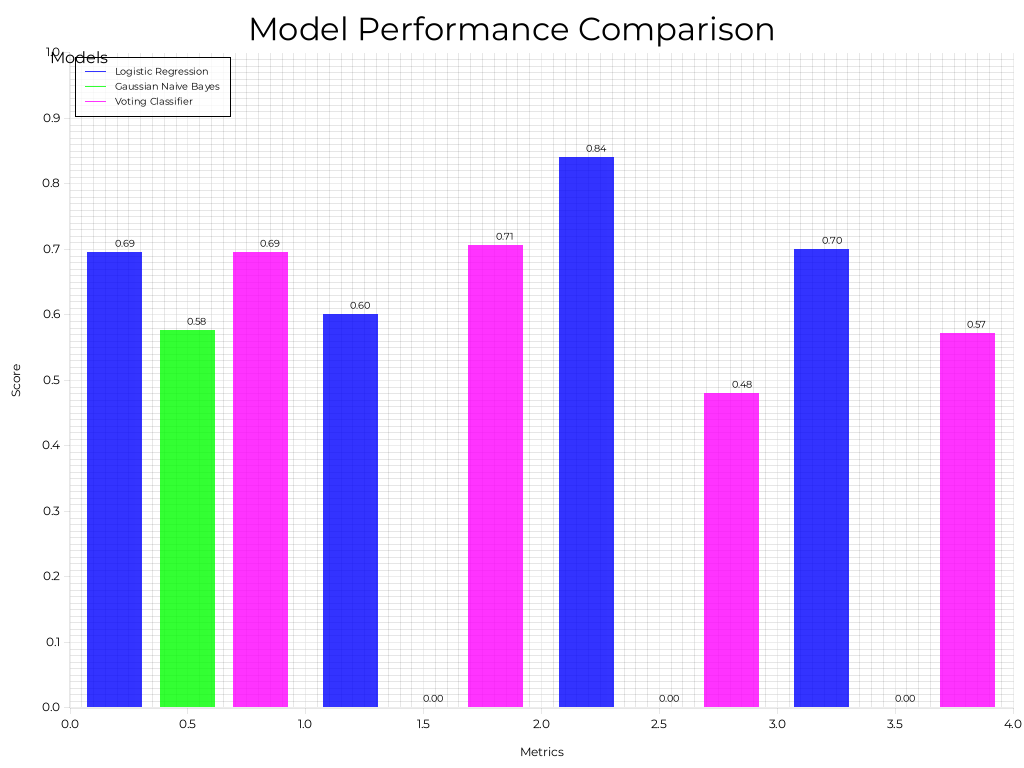 Model Performance Comparison
Models
Logistic Regression
Gaussian Naive Bayes
Voting Classifier
1.0
0.9
0.8
0.7
0.6
0.5
0.4
0.3
0.2
0.1
0.0
Score
0.69
0.58
0.69
0.60
0.00
0.71
0.84
0.00
0.48
0.70
0.00
0.57
0.0 0.5 1.0 1.5 2.0 2.5 3.0 3.5 4.0
Metrics